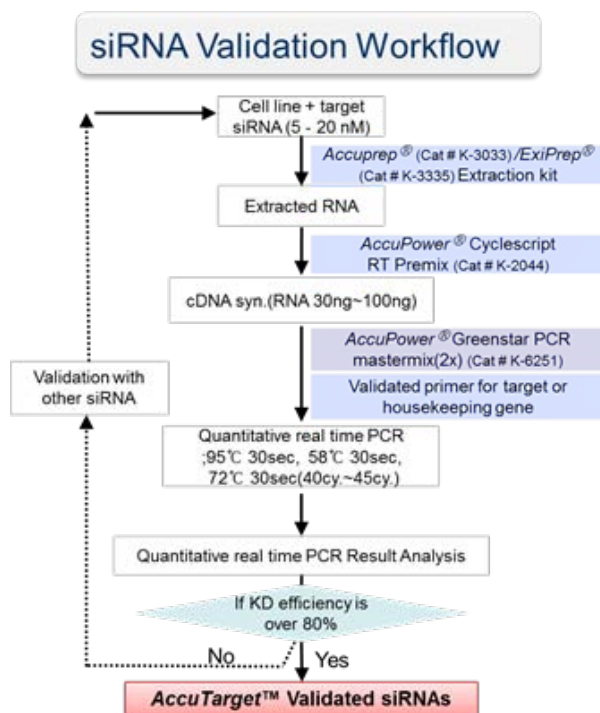 siRNA Validation Workflow
Cell line + target
siRNA (5 - 20 nM)
Accuprep® (Cat # K-3033) /ExiPrep®
(Cat # K-3335) Extraction kit
Extracted RNA
AccuPower® Cyclescript
RT Premix (Cat # K-2044)
cDNA syn.(RNA 30ng~100ng)
AccuPower® Greenstar PCR
mastermix(2x) (Cat # K-6251)
Validated primer for target or
housekeeping gene
Validation with
other siRNA
Quantitative real time PCR
;95℃ 30sec, 58℃ 30sec,
72℃ 30sec(40cy.~45cy.)
Quantitative real time PCR Result Analysis
If KD efficiency is
over 80%
No
Yes
AccuTarget™ Validated siRNAs